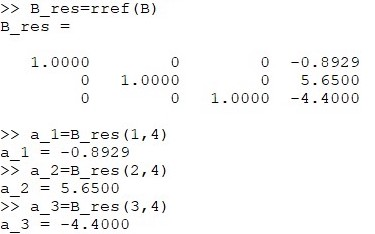 >> B_res=rref(B)
B_res =
1.0000 0 0 -0.8929
0 1.0000 0 5.6500
0 0 1.0000 -4.4000
>> a_1=B_res(1,4)
a_1 = -0.8929
>> a_2=B_res(2,4)
a_2 = 5.6500
>> a_3=B_res(3,4)
a_3 = -4.4000